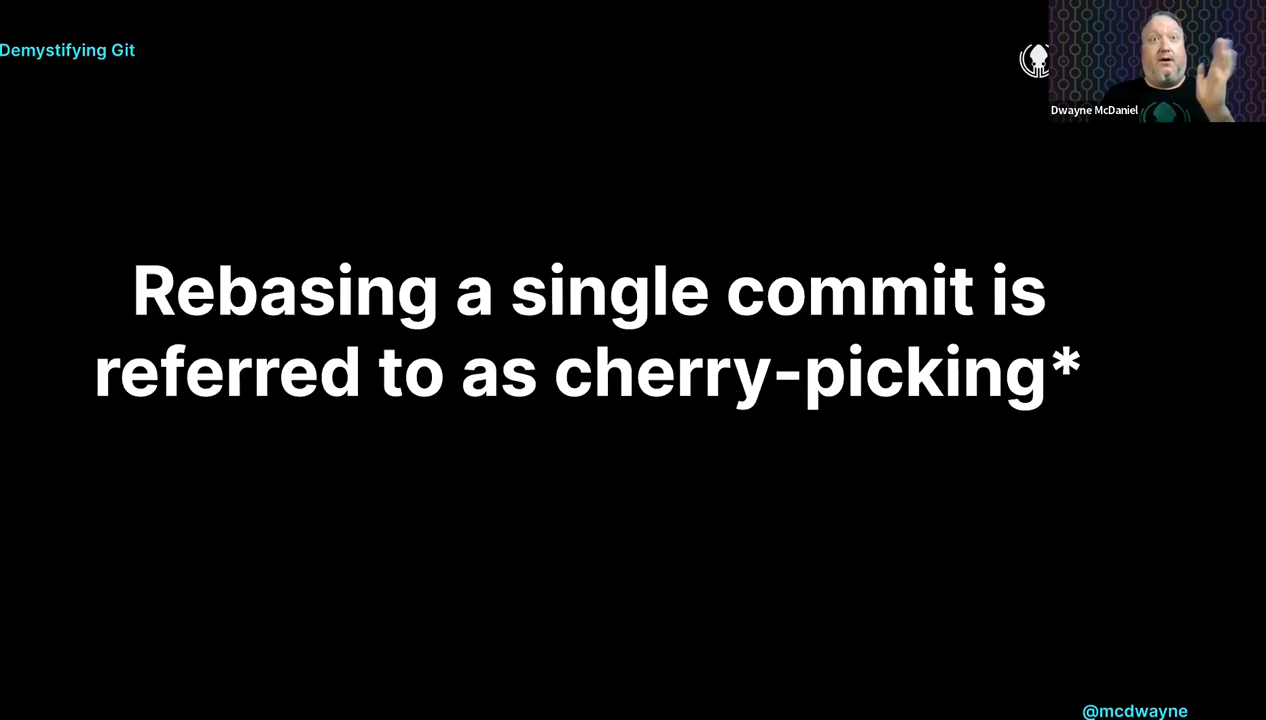 Demystifying Git
Dwayne McDaniel
Rebasing a single commit is
referred to as cherry-picking*
@mcdwayne